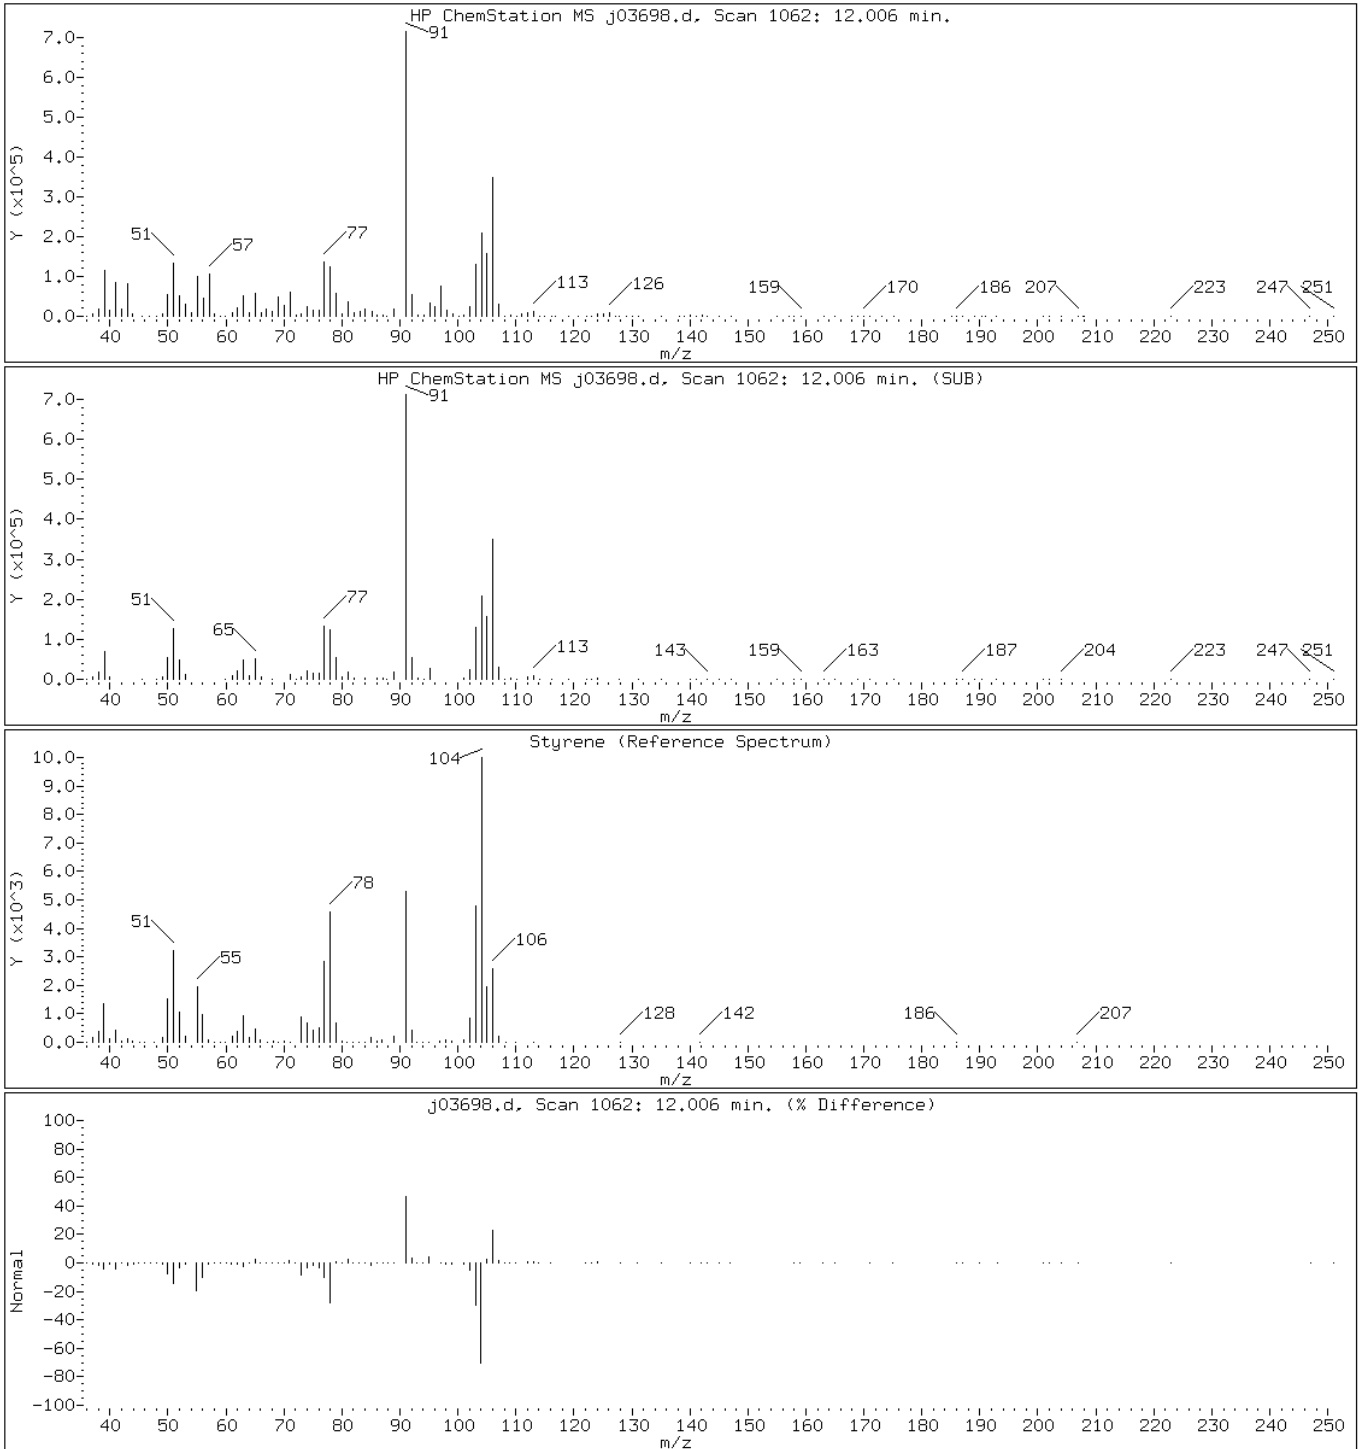 HP ChemStation MS j03698.d, Scan 1062: 12.006 min.
91
7.0
6.0
5.0
4.0
3.0
2.0
1.0
0.0
Y (x10^5)
51 57 77 113 126 159 170 186 207 223 247 251
40 50 60 70 80 90 100 110 120 130 140 150 160 170 180 190 200 210 220 230 240 250
m/z
HP ChemStation MS j03698.d, Scan 1062: 12.006 min. (SUB)
91
7.0
6.0
5.0
4.0
3.0
2.0
1.0
0.0
Y (x10^5)
51 65 77 113 143 159 163 187 204 223 247 251
40 50 60 70 80 90 100 110 120 130 140 150 160 170 180 190 200 210 220 230 240 250
m/z
Styrene (Reference Spectrum)
104
10.0
9.0
8.0
7.0
6.0
5.0
4.0
3.0
2.0
1.0
0.0
Y (x10^3)
51 55 78 106 128 142 186 207
40 50 60 70 80 90 100 110 120 130 140 150 160 170 180 190 200 210 220 230 240 250
m/z
j03698.d, Scan 1062: 12.006 min. (% Difference)
100
80
60
40
20
0
-20
-40
-60
-80
-100
Normal
40 50 60 70 80 90 100 110 120 130 140 150 160 170 180 190 200 210 220 230 240 250
m/z